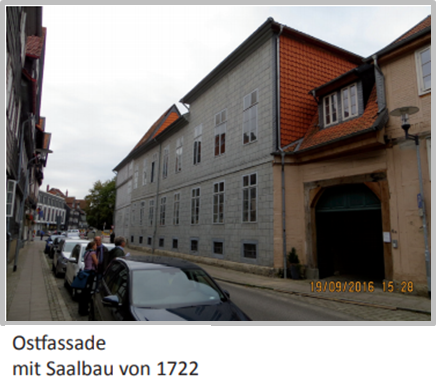 19/09/2016 15:28
Ostfassade
mit Saalbau von 1722